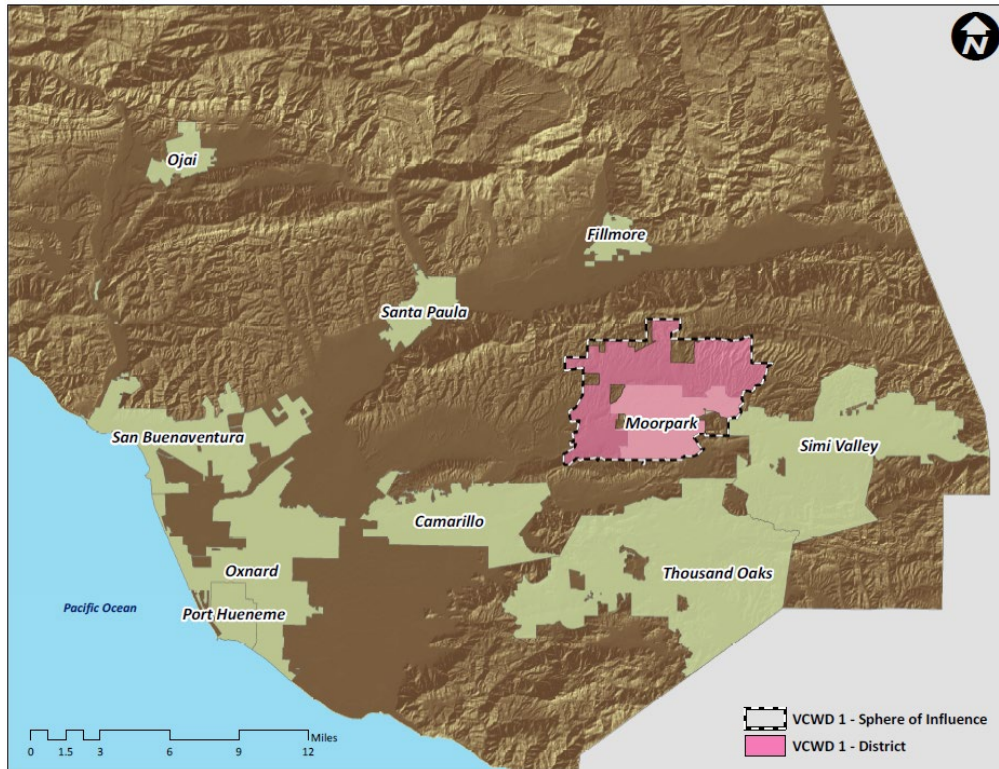 N
Ojai
Fillmore
Santa Paula
Moorpark
San Buenaventura
Simi Valley
Camarillo
Oxnard
Thousand Oaks
Port Hueneme
Pacific Ocean
VCWD 1 - Sphere of Influence
VCWD 1 - District
Miles
0 1.5 3 6 9 12